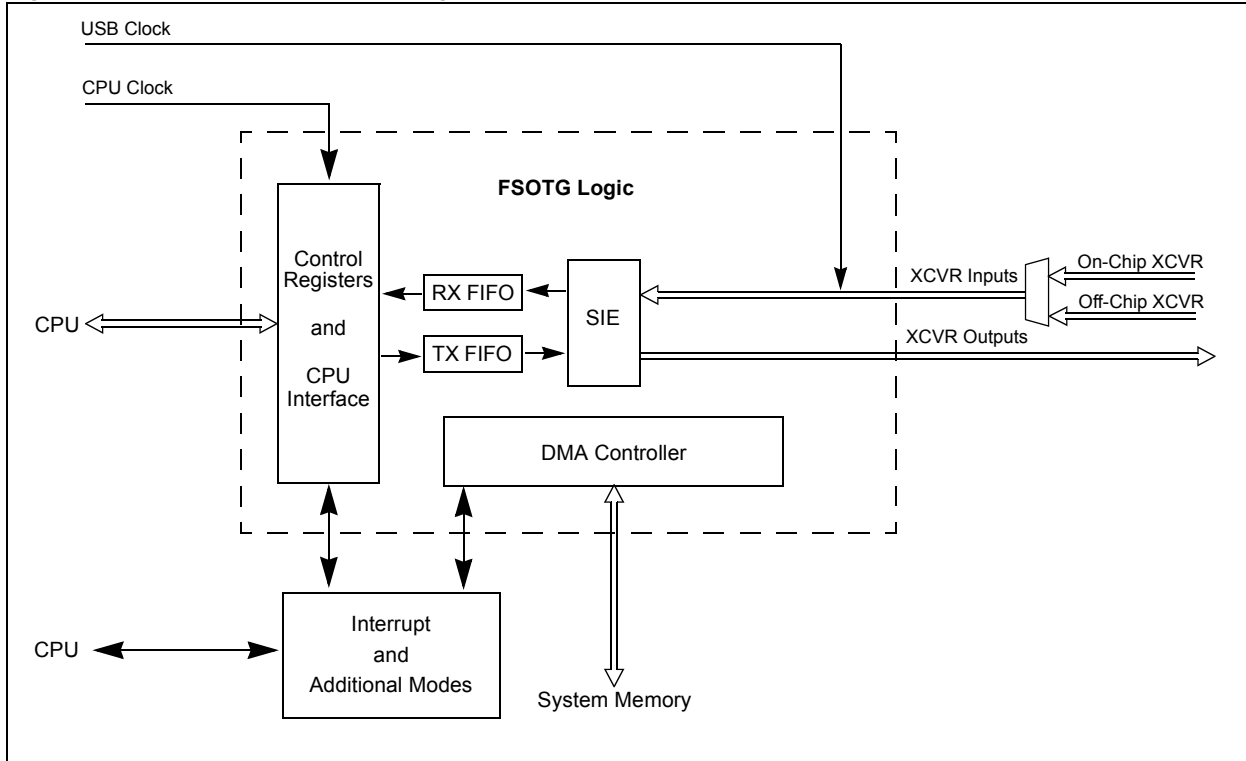 USB Clock
CPU Clock
FSOTG Logic
Control
Registers
and
CPU
Interface
RX FIFO
TX FIFO
SIE
XCVR Inputs
On-Chip XCVR
Off-Chip XCVR
XCVR Outputs
CPU
DMA Controller
Interrupt
and
Additional Modes
CPU
System Memory